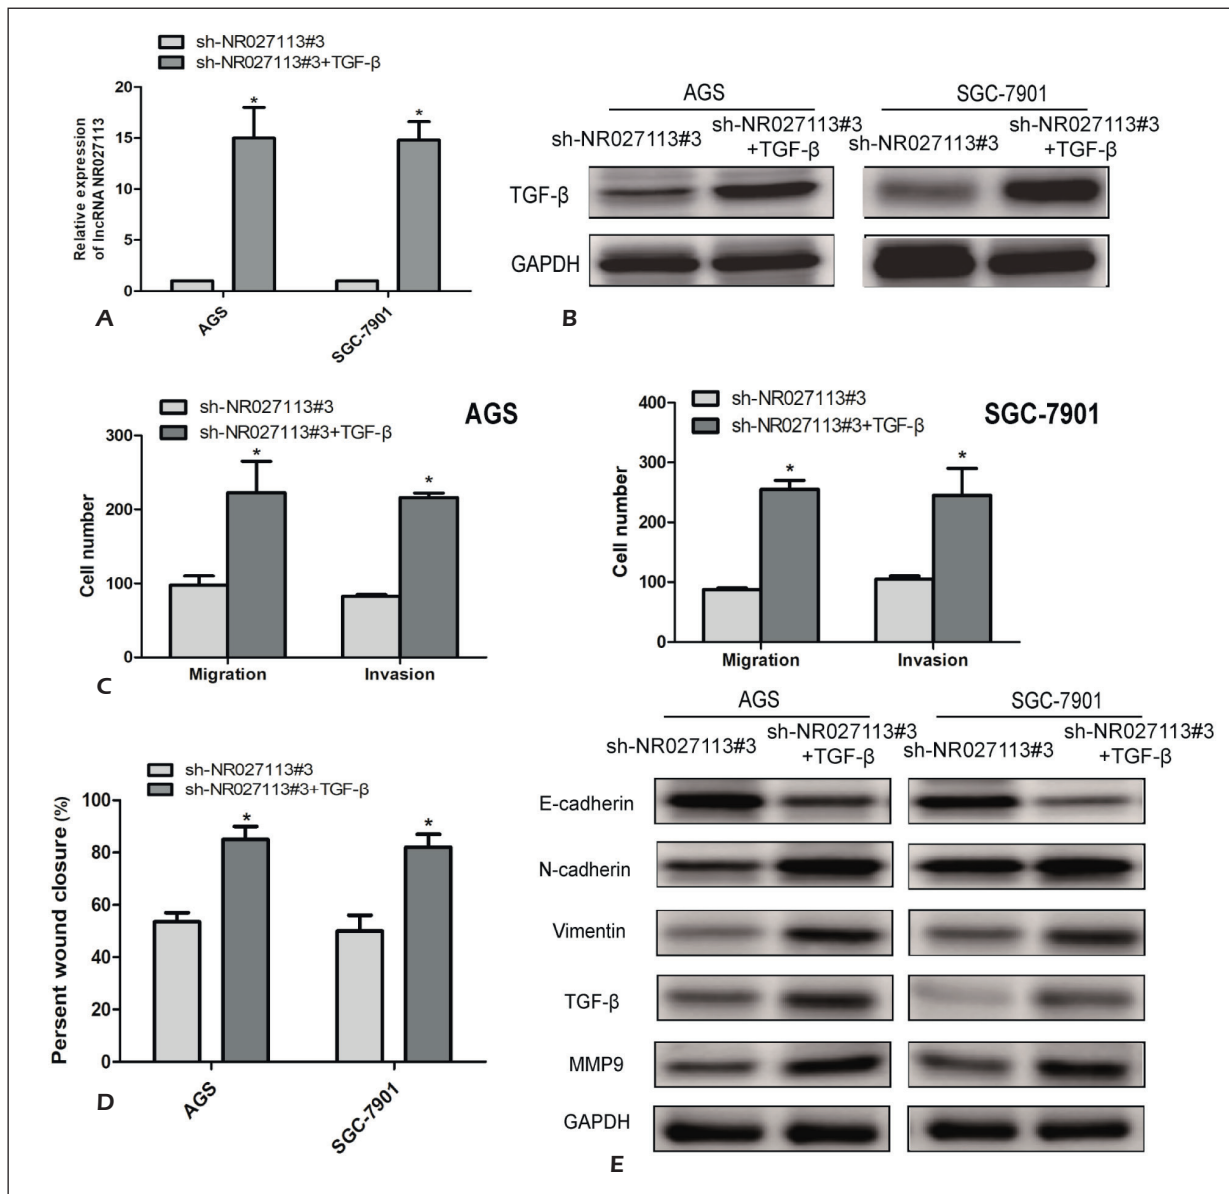 sh-NR027113#3
sh-NR027113#3+TGF-β
Relative expression
of lncRNA NR027113
20
15
10
5
0
*
*
AGS
SGC-7901
A
AGS
SGC-7901
sh-NR027113#3
sh-NR027113#3
+TGF-β
sh-NR027113#3
sh-NR027113#3
+TGF-β
TGF-β
GAPDH
B
sh-NR027113#3
sh-NR027113#3+TGF-β
AGS
Cell number
300
200
100
0
*
*
Migration
Invasion
C
sh-NR027113#3
sh-NR027113#3+TGF-β
SGC-7901
Cell number
400
300
200
100
0
*
*
Migration
Invasion
sh-NR027113#3
sh-NR027113#3+TGF-β
Persent wound closure (%)
100
80
60
40
20
0
*
*
AGS
SGC-7901
D
AGS
SGC-7901
sh-NR027113#3
sh-NR027113#3
+TGF-β
sh-NR027113#3
sh-NR027113#3
+TGF-β
E-cadherin
N-cadherin
Vimentin
TGF-β
MMP9
GAPDH
E